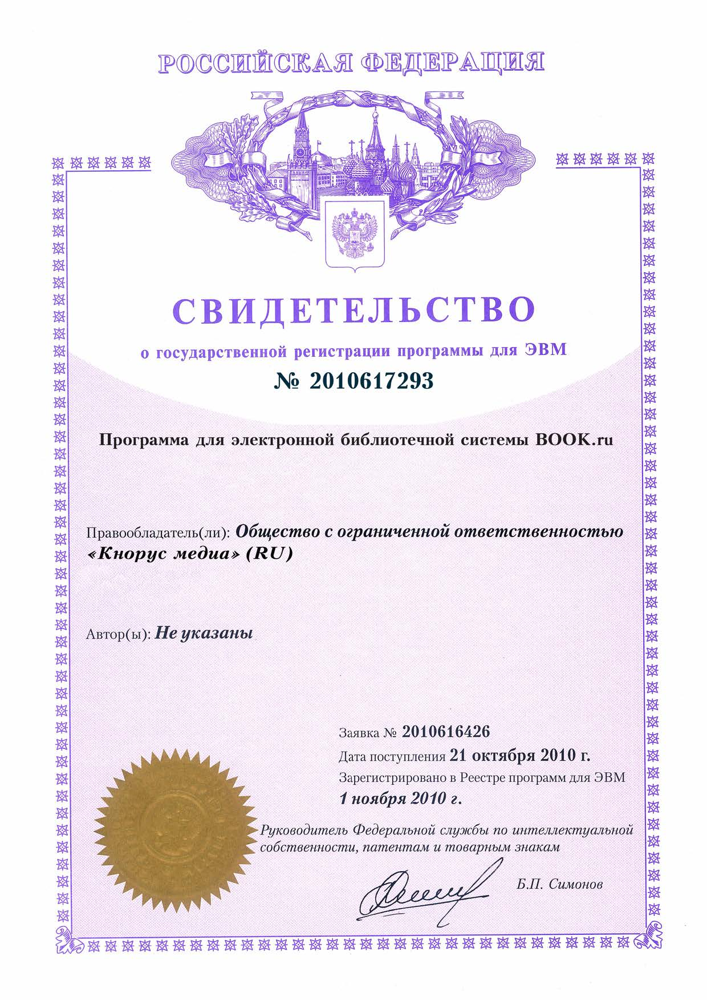 РОССИЙСКАЯ ФЕДЕРАЦИЯ
СВИДЕТЕЛЬСТВО
о государственной регистрации программы для ЭВМ
№ 2010617293
Программа для электронной библиотечной системы BOOK.ru
Правообладатель(ли): Общество с ограниченной ответственностью
«Кнорус медиа» (RU)
Автор(ы): Не указаны
Заявка № 2010616426
Дата поступления 21 октября 2010 г.
Зарегистрировано в Реестре программ для ЭВМ
1 ноября 2010 г.
Руководитель Федеральной службы по интеллектуальной
собственности, патентам и товарным знакам
Б.П. Симонов